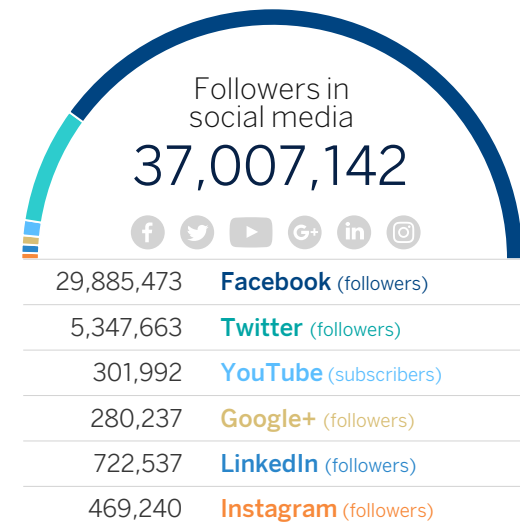 Followers in
social media
37,007,142
29,885,473 Facebook (followers)
5,347,663 Twitter (followers)
301,992 YouTube (subscribers)
280,237 Google+ (followers)
722,537 LinkedIn (followers)
469,240 Instagram (followers)